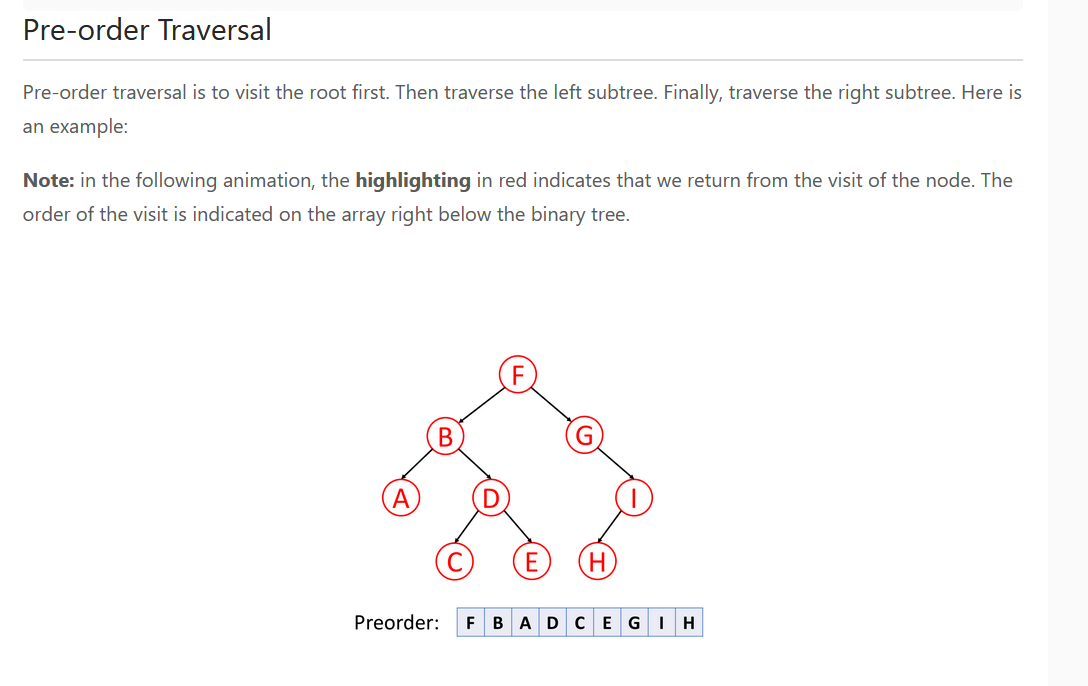 Pre-order Traversal
Pre-order traversal is to visit the root first. Then traverse the left subtree. Finally, traverse the right subtree. Here is
an example:
Note: in the following animation, the highlighting in red indicates that we return from the visit of the node. The
order of the visit is indicated on the array right below the binary tree.
F
B G
A D I
C E H
Preorder: F B A D C E G I H